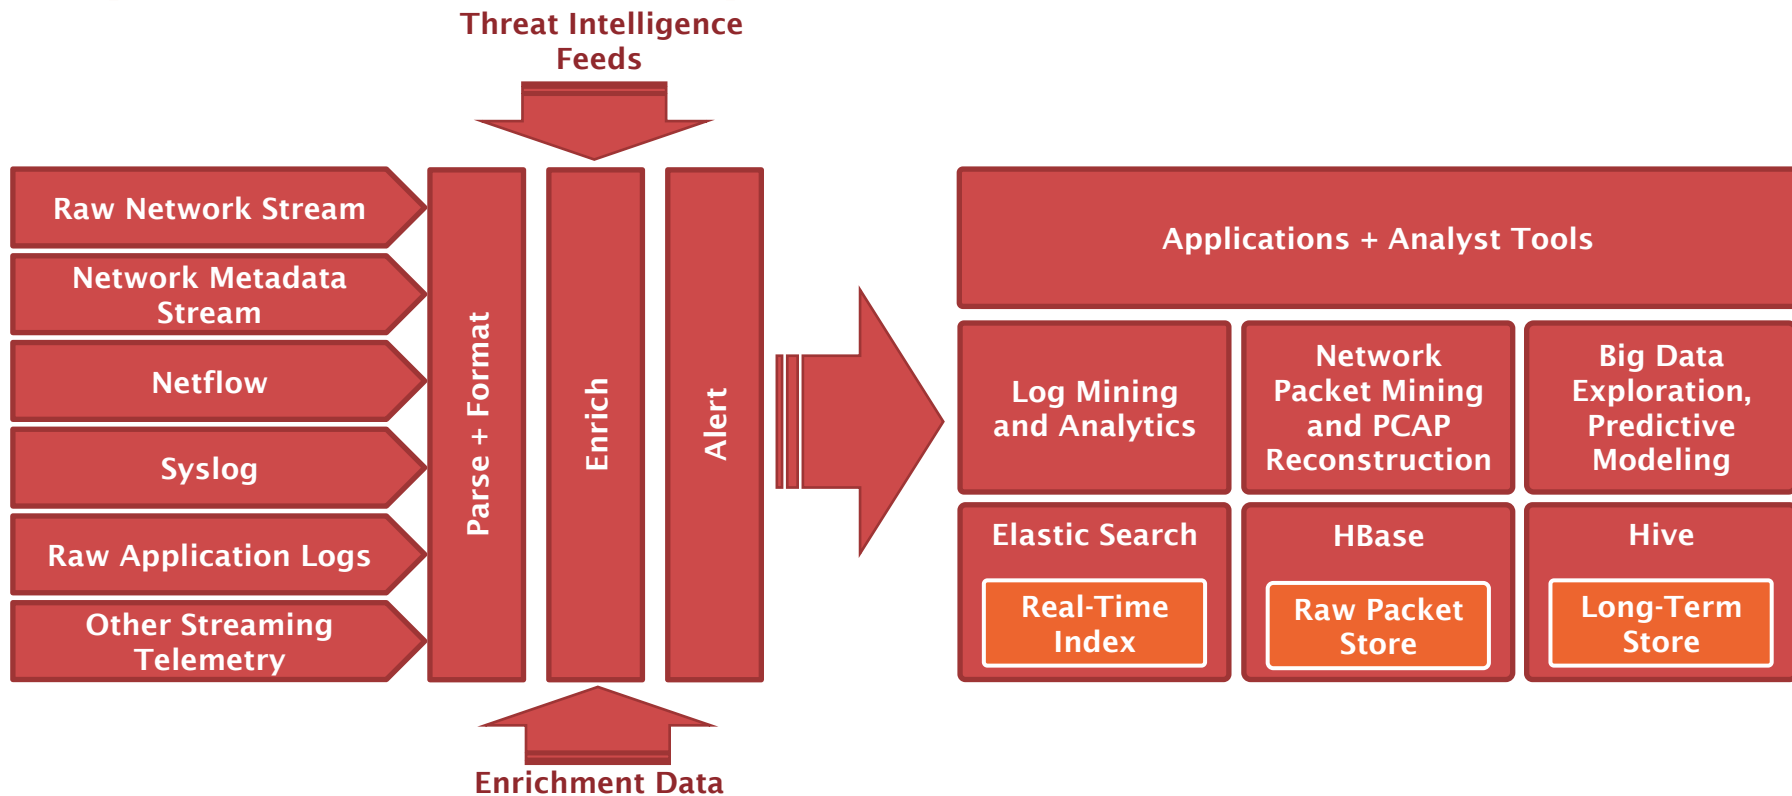 Threat Intelligence
Feeds
Raw Network Stream
Network Metadata
Stream
Netflow
Syslog
Raw Application Logs
Other Streaming
Telemetry
Parse + Format
Enrich
Alert
Enrichment Data
Applications + Analyst Tools
Log Mining
and Analytics
Network
Packet Mining
and PCAP
Reconstruction
Big Data
Exploration,
Predictive
Modeling
Elastic Search
Real-Time
Index
HBase
Raw Packet
Store
Hive
Long-Term
Store